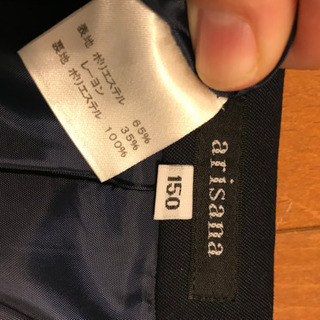 表地 ポリエステル 65%
レーヨン 35%
裏地 ポリエステル 100%
150
arisana